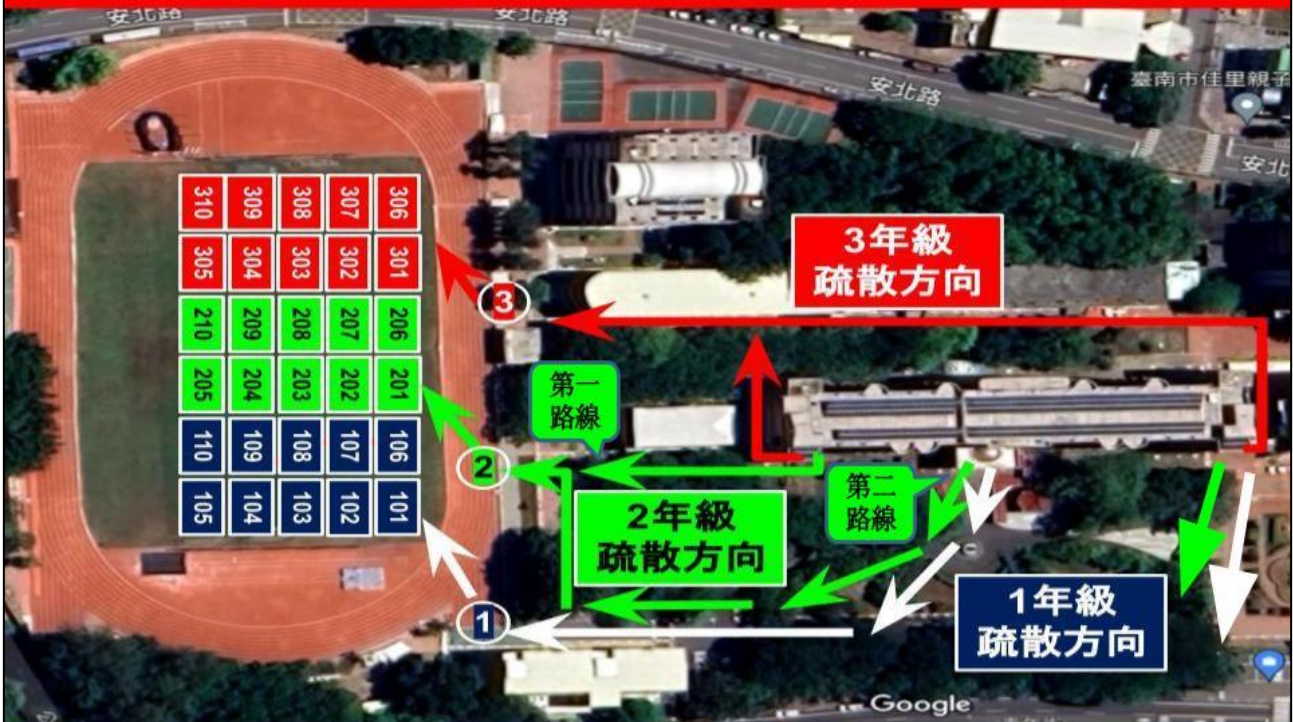 安北路
安北路
安北路
臺南市佳里親子
安北
310 309 308 307 306
305 304 303 302 301
210 209 208 207 206
205 204 203 202 201
110 109 108 107 106
105 104 103 102 101
3年級
疏散方向
3
第一
路線
2
第二
路線
2年級
疏散方向
1年級
疏散方向
1
Google